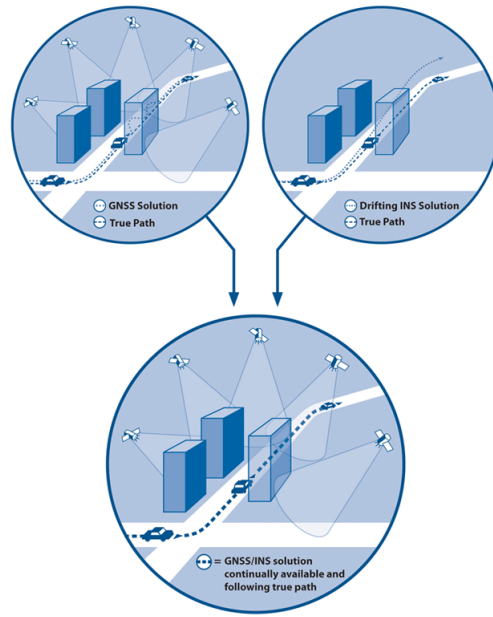 GNSS Solution
True Path
Drifting INS Solution
True Path
= GNSS/INS solution
continually available and
following true path